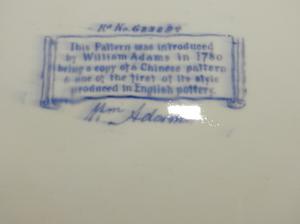 Rd No. 623
This Pattern was introduced
by William Adams in 1780
being a copy of a Chinese pattern
& one of the first of its style
produced in English pottery.
Wm Adams